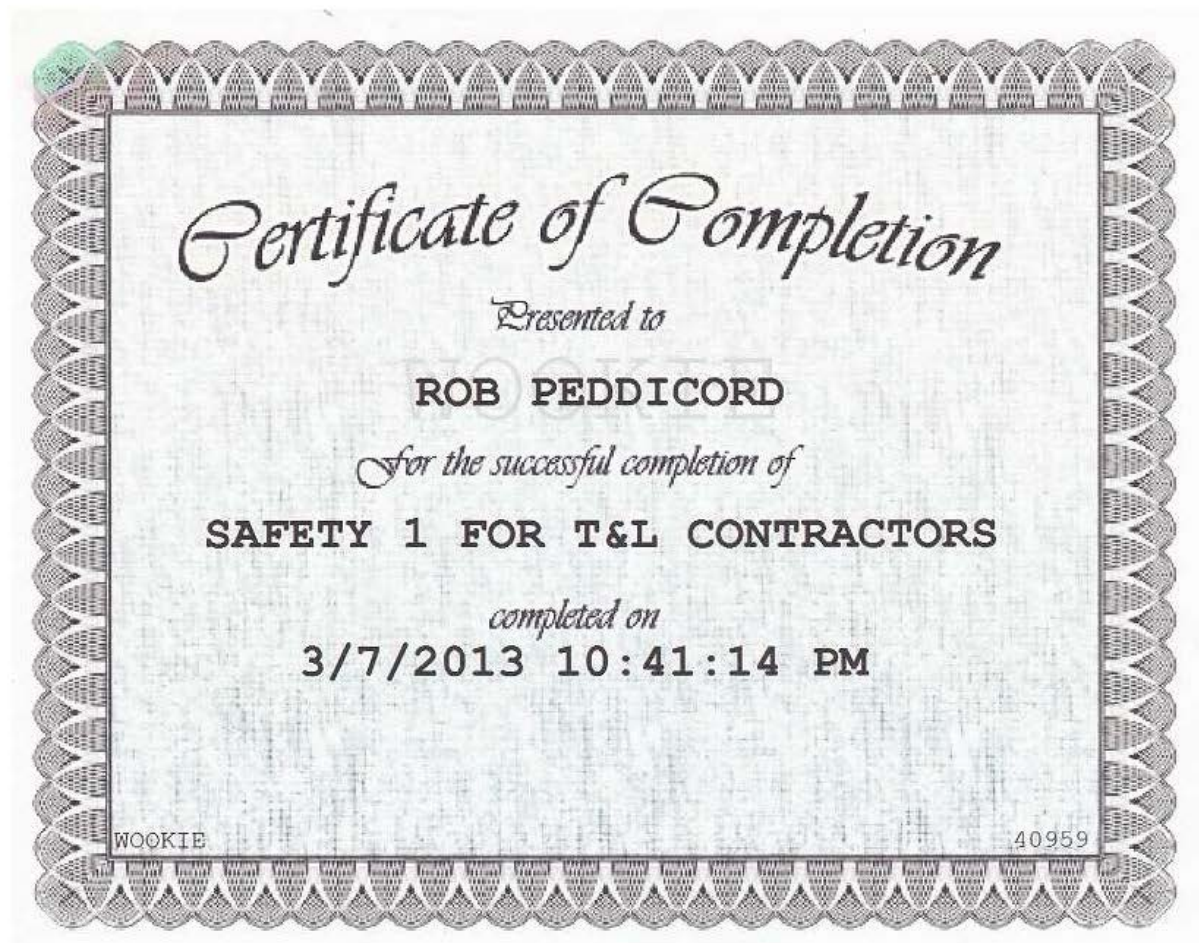 Certificate of Completion
Presented to
WOOKIE
ROB PEDDICORD
For the successful completion of
SAFETY 1 FOR T&L CONTRACTORS
completed on
3/7/2013 10:41:14 PM
WOOKIE 40959